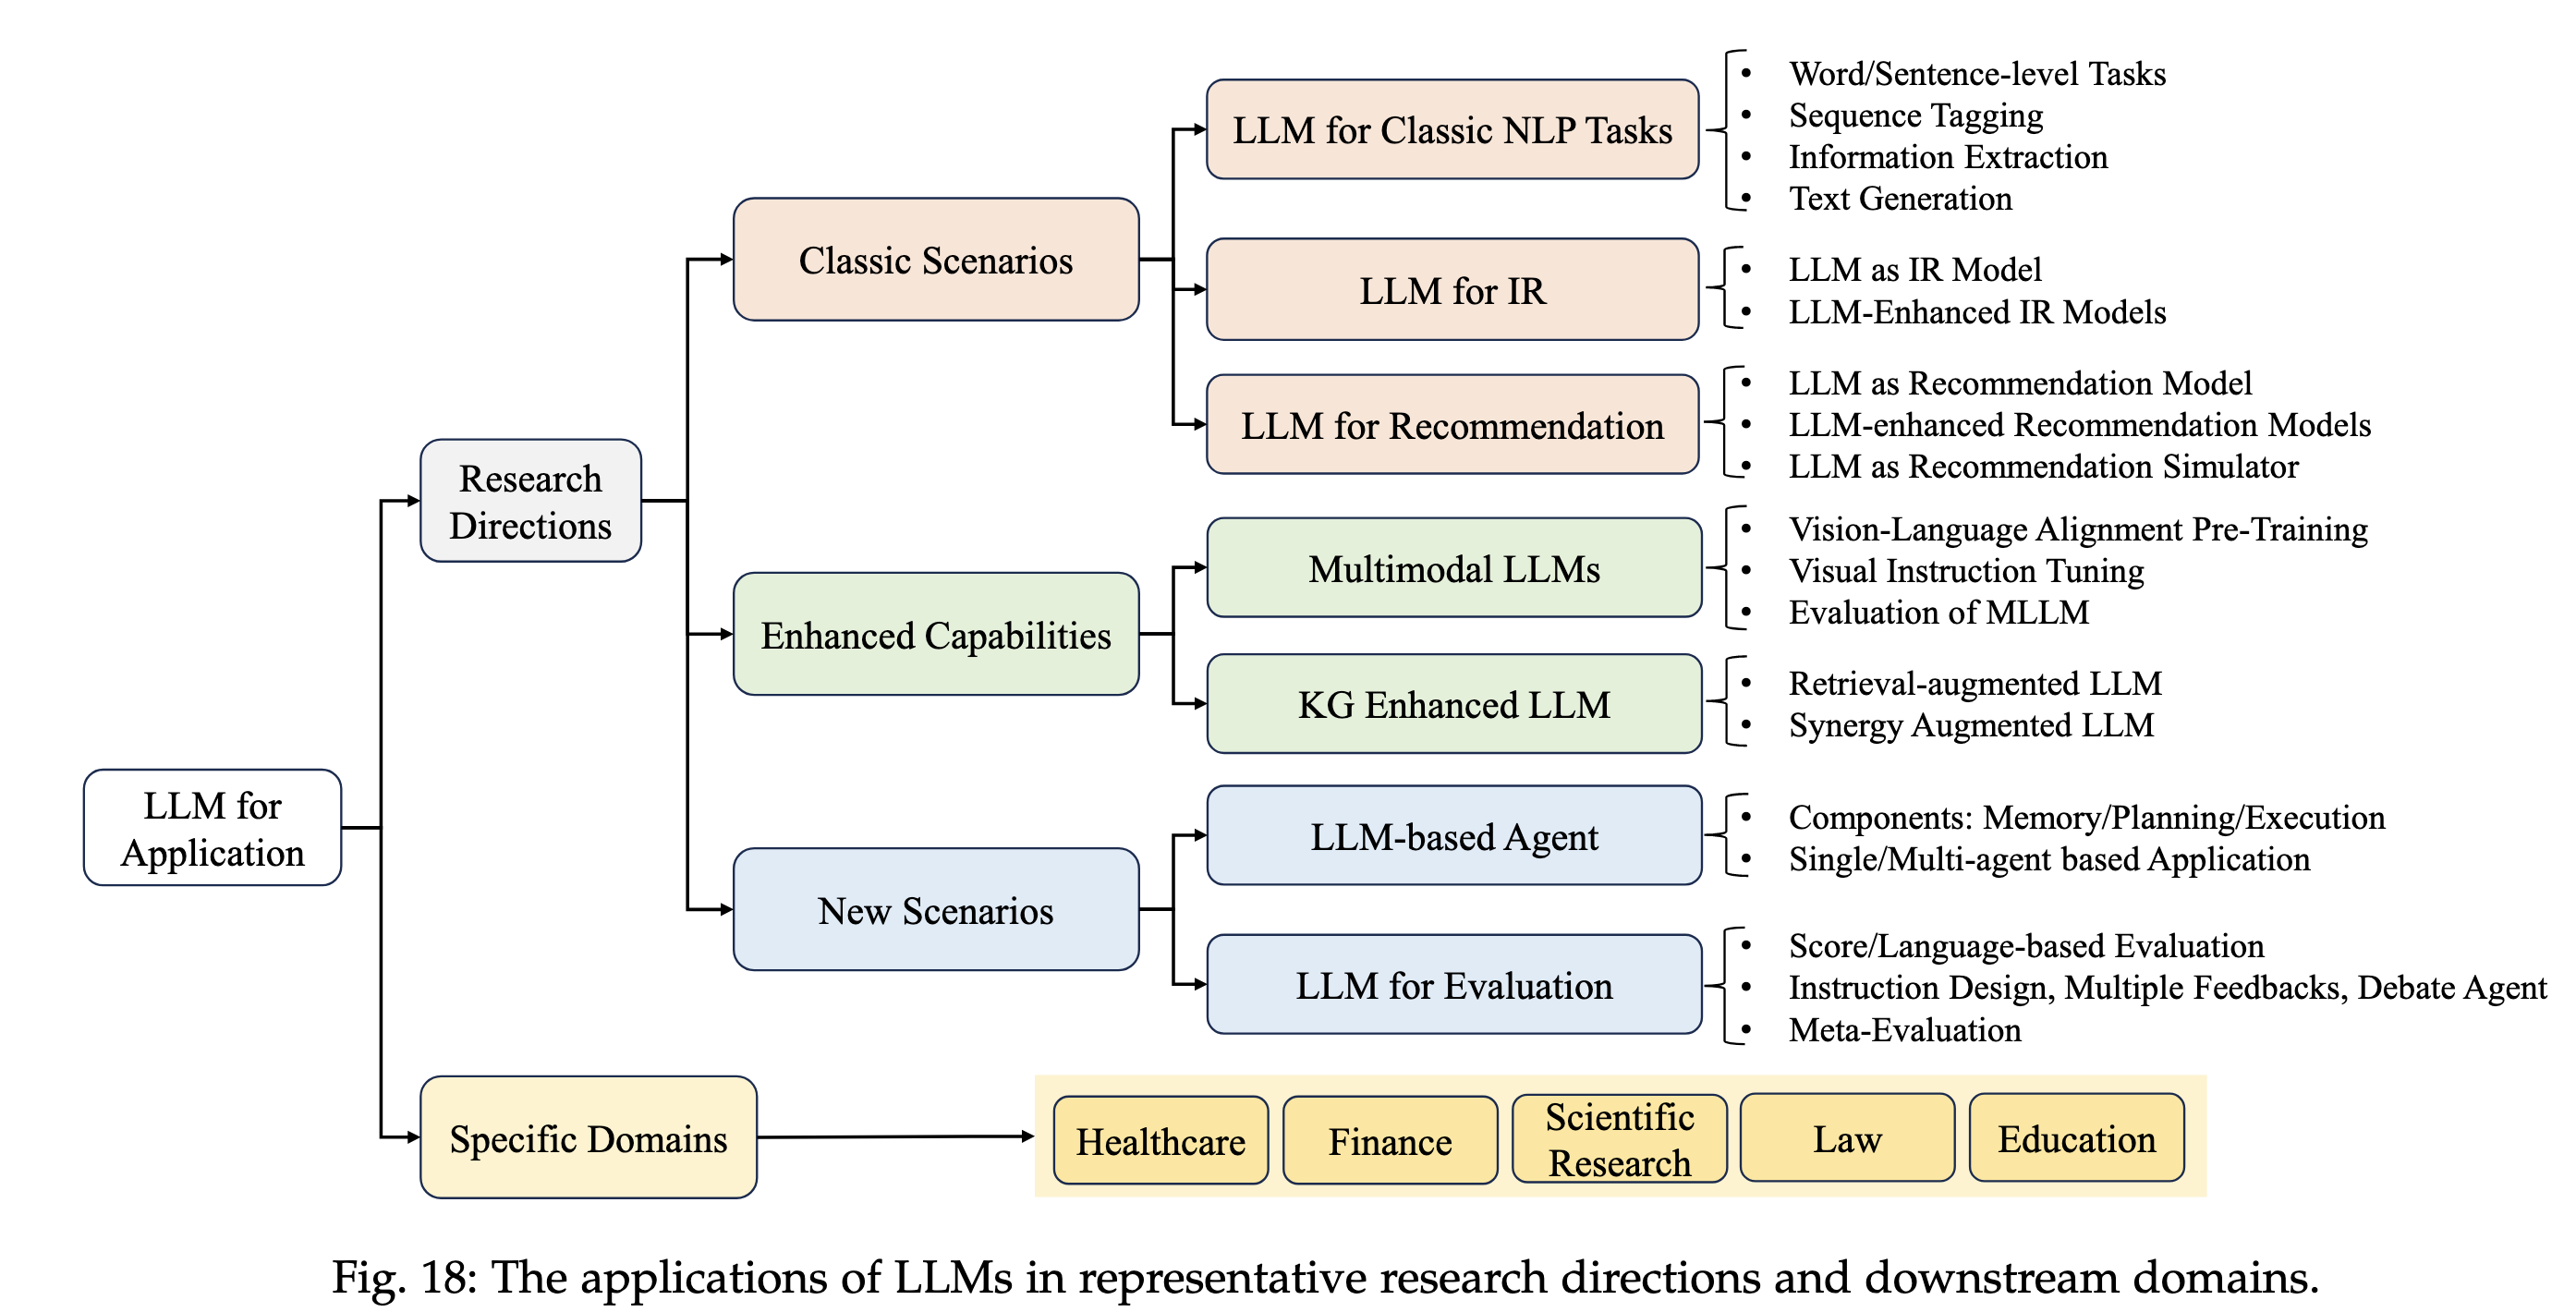 LLM for
Application
Research
Directions
Classic Scenarios
LLM for Classic NLP Tasks
• Word/Sentence-level Tasks
• Sequence Tagging
• Information Extraction
• Text Generation
LLM for IR
• LLM as IR Model
• LLM-Enhanced IR Models
LLM for Recommendation
• LLM as Recommendation Model
• LLM-enhanced Recommendation Models
• LLM as Recommendation Simulator
Enhanced Capabilities
Multimodal LLMs
• Vision-Language Alignment Pre-Training
• Visual Instruction Tuning
• Evaluation of MLLM
KG Enhanced LLM
• Retrieval-augmented LLM
• Synergy Augmented LLM
New Scenarios
LLM-based Agent
• Components: Memory/Planning/Execution
• Single/Multi-agent based Application
LLM for Evaluation
• Score/Language-based Evaluation
• Instruction Design, Multiple Feedbacks, Debate Agent
• Meta-Evaluation
Specific Domains
Healthcare
Finance
Scientific
Research
Law
Education
Fig. 18: The applications of LLMs in representative research directions and downstream domains.